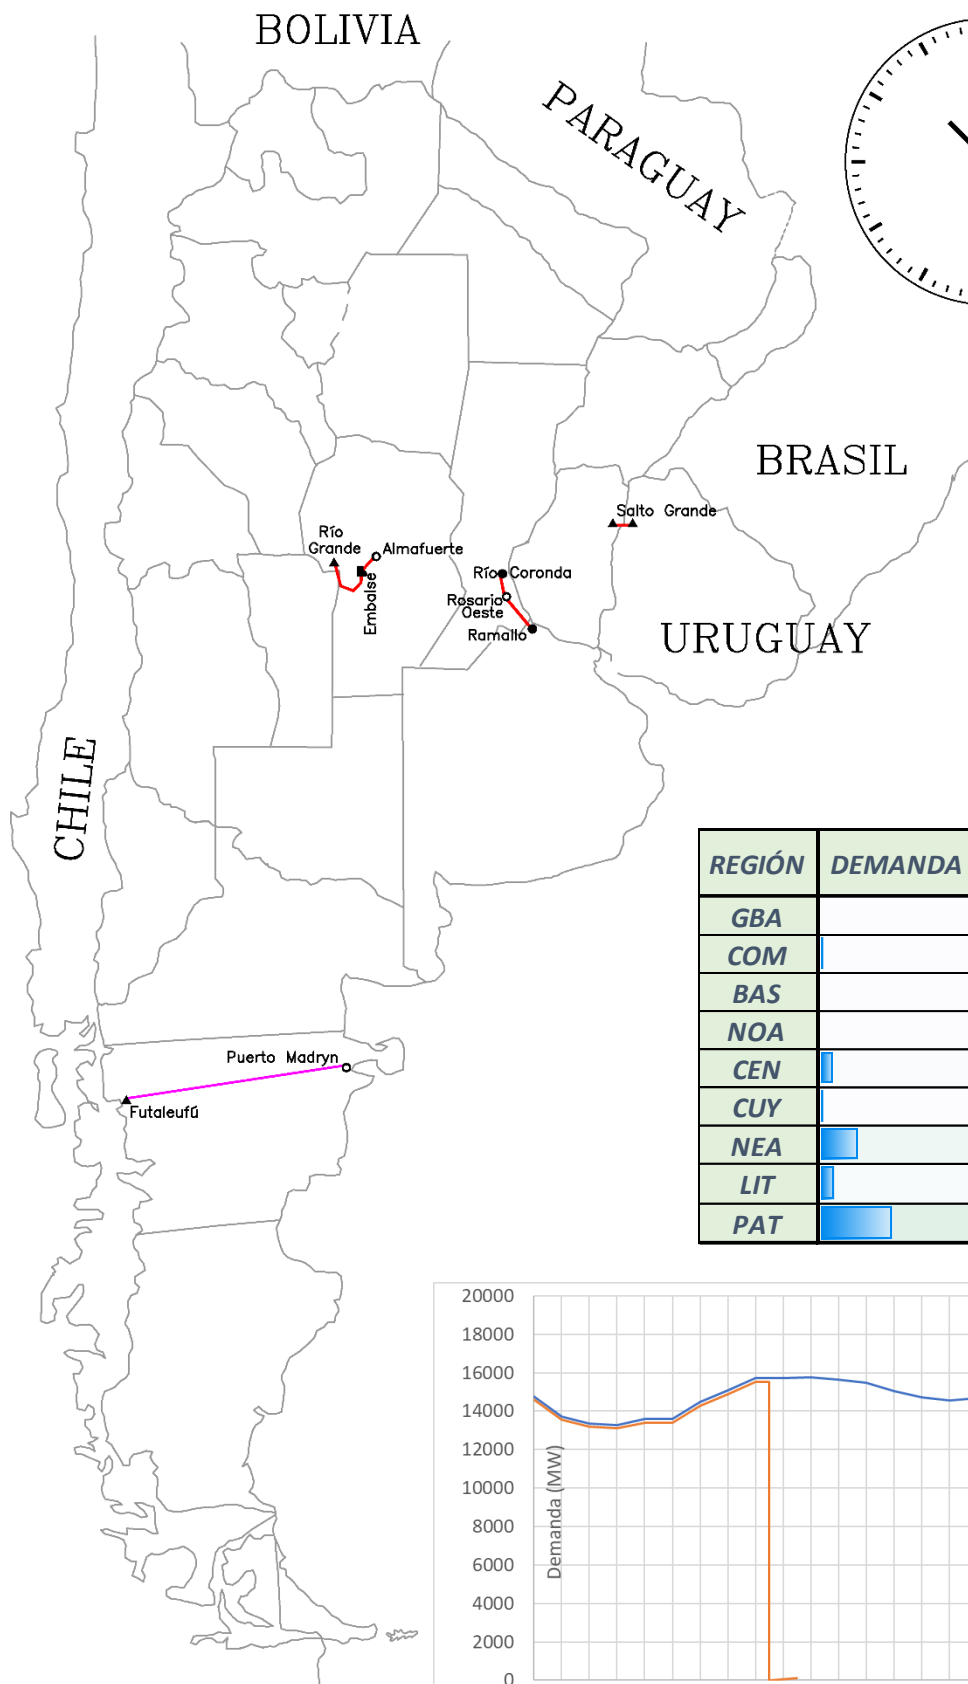 BOLIVIA
PARAGUAY
BRASIL
Salto Grande
Río
Grande
Almafuerte
Embalse
Río Coronda
Rosario
Oeste
Ramallo
URUGUAY
CHILE
Puerto Madryn
Futaleufú
REGIÓN DEMANDA
GBA
COM
BAS
NOA
CEN
CUY
NEA
LIT
PAT
20000
18000
16000
14000
12000
10000
8000
6000
4000
2000
0
Demanda (MW)